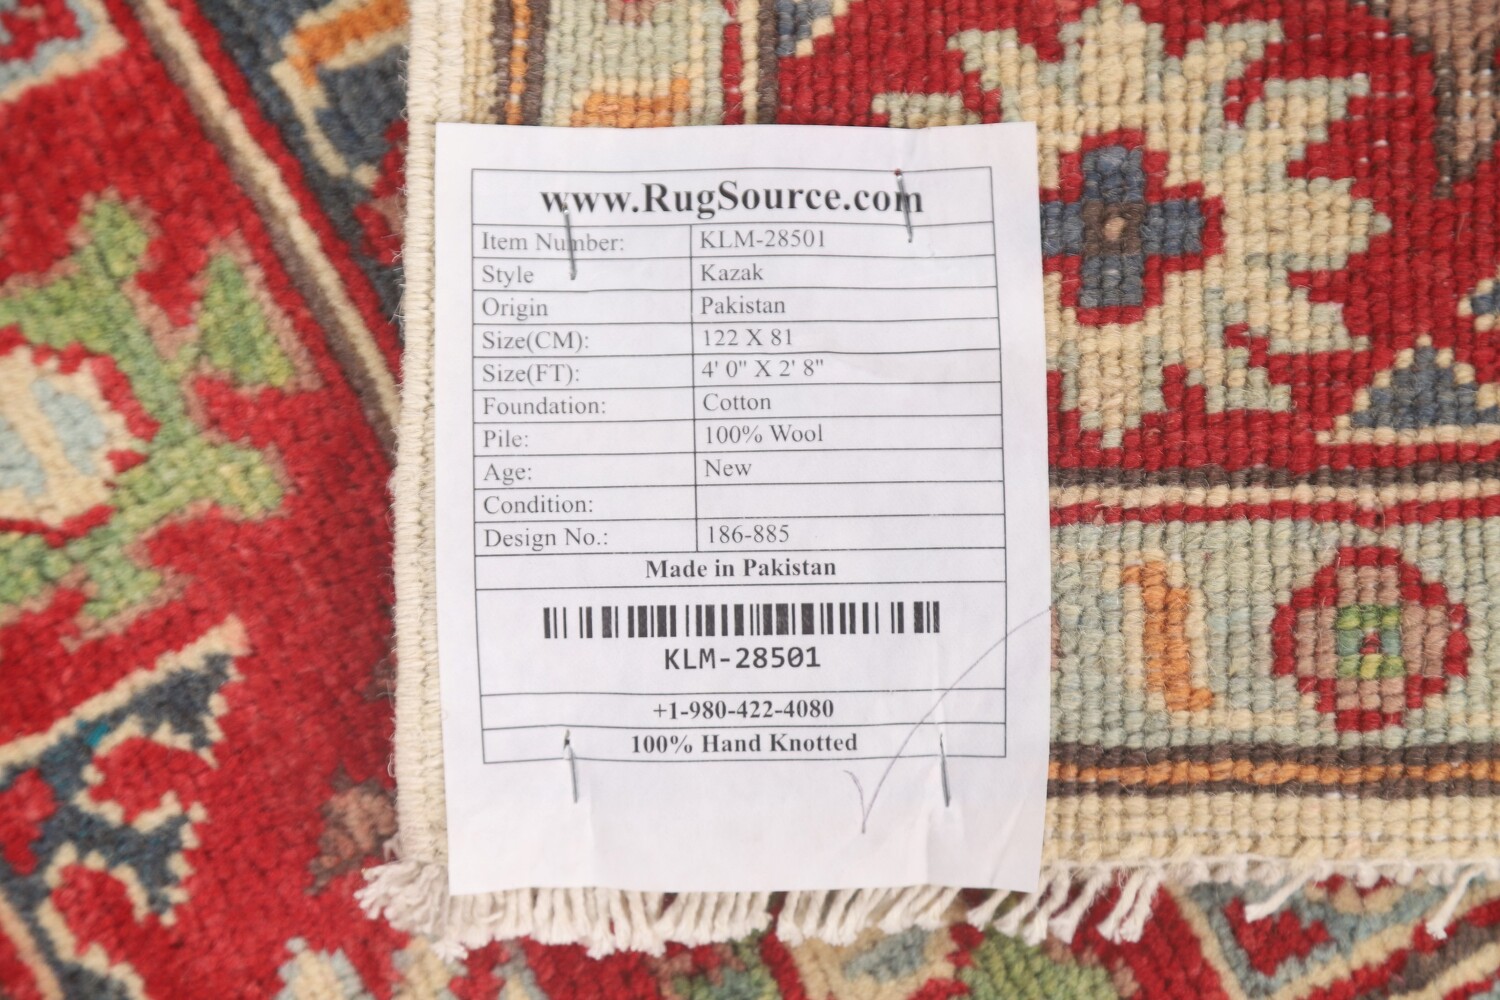 www.RugSource.com
Item Number: KLM-28501
Style Kazak
Origin Pakistan
Size(CM): 122 X 81
Size(FT): 4' 0" X 2' 8"
Foundation: Cotton
Pile: 100% Wool
Age: New
Condition:
Design No.: 186-885
Made in Pakistan
KLM-28501
+1-980-422-4080
100% Hand Knotted